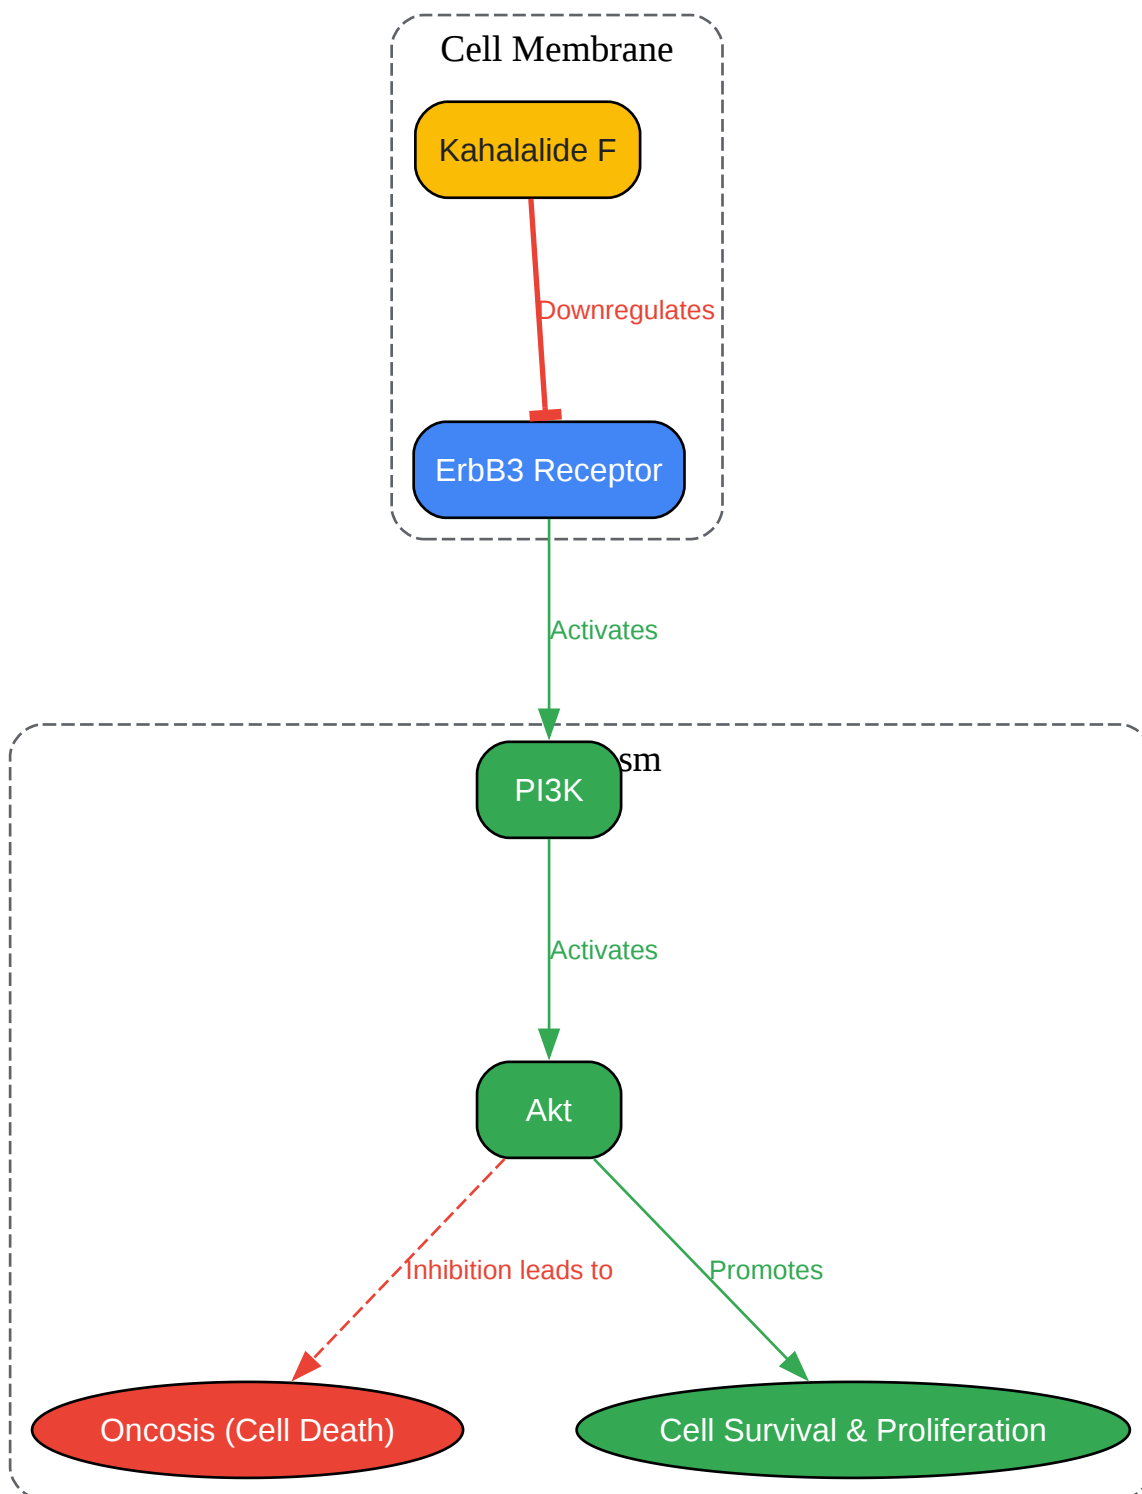 Cell Membrane
Kahalalide F
Downregulates
ErbB3 Receptor
Activates
sm
PI3K
Activates
Akt
Inhibition leads to
Promotes
Oncosis (Cell Death)
Cell Survival & Proliferation